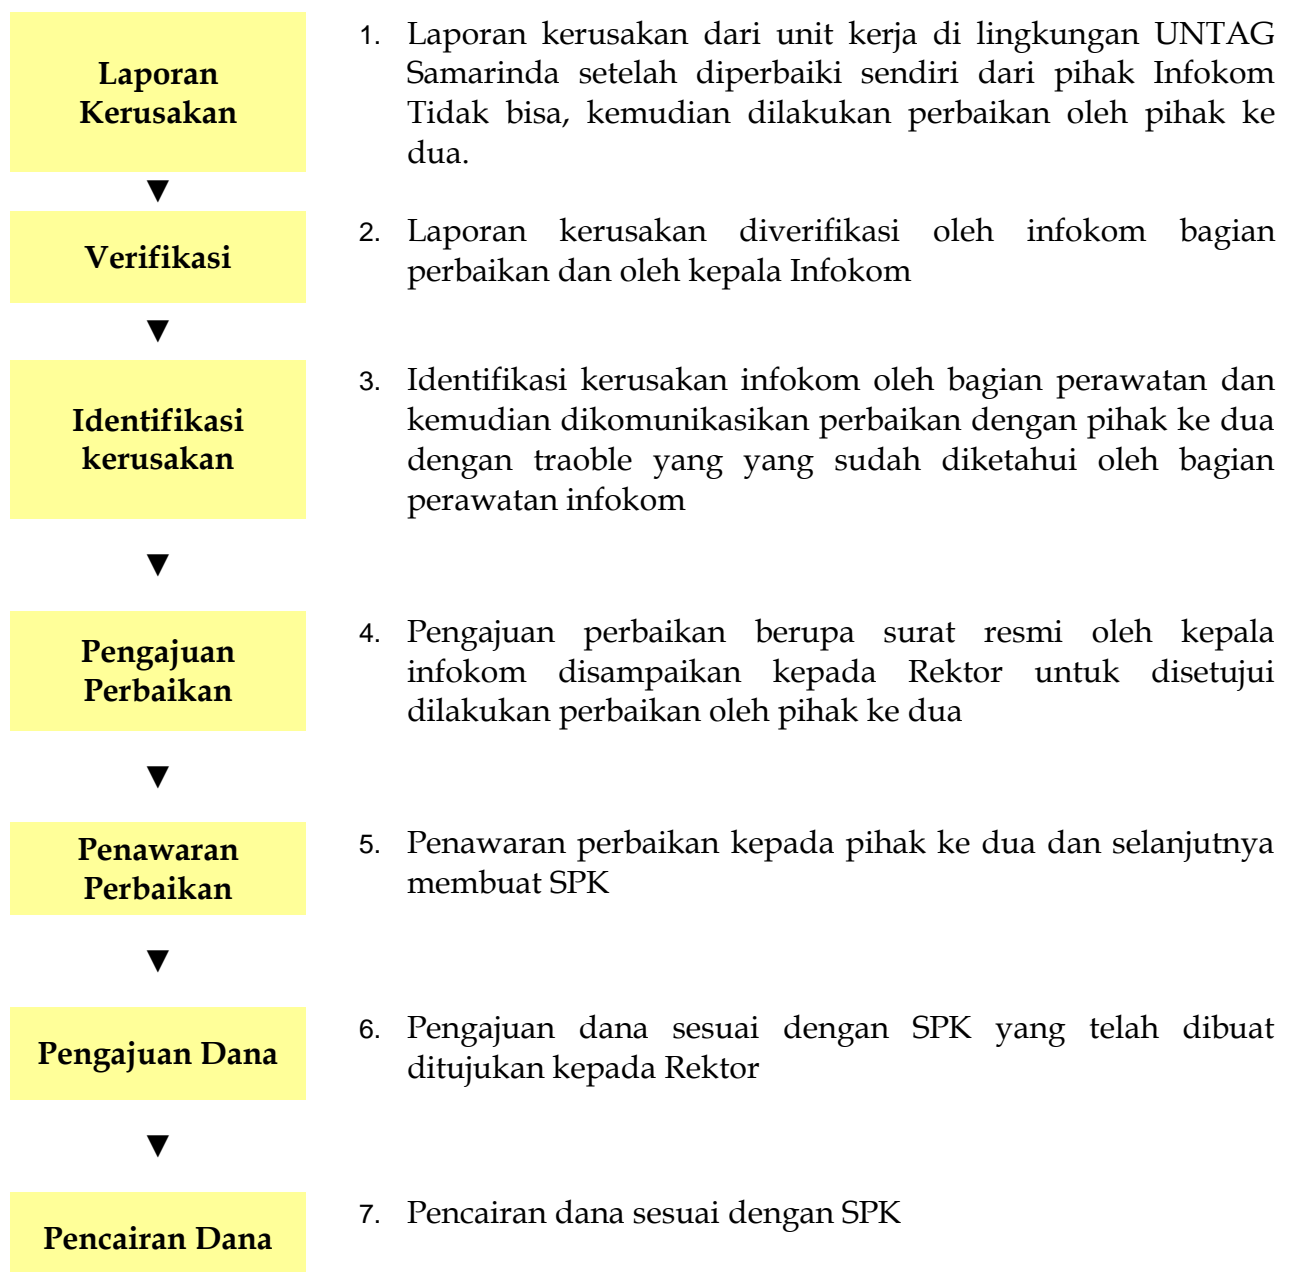 Laporan
Kerusakan
1. Laporan kerusakan dari unit kerja di lingkungan UNTAG
Samarinda setelah diperbaiki sendiri dari pihak Infokom
Tidak bisa, kemudian dilakukan perbaikan oleh pihak ke
dua.
Verifikasi
2. Laporan kerusakan diverifikasi oleh infokom bagian
perbaikan dan oleh kepala Infokom
Identifikasi
kerusakan
3. Identifikasi kerusakan infokom oleh bagian perawatan dan
kemudian dikomunikasikan perbaikan dengan pihak ke dua
dengan traoble yang yang sudah diketahui oleh bagian
perawatan infokom
Pengajuan
Perbaikan
4. Pengajuan perbaikan berupa surat resmi oleh kepala
infokom disampaikan kepada Rektor untuk disetujui
dilakukan perbaikan oleh pihak ke dua
Penawaran
Perbaikan
5. Penawaran perbaikan kepada pihak ke dua dan selanjutnya
membuat SPK
Pengajuan Dana
6. Pengajuan dana sesuai dengan SPK yang telah dibuat
ditujukan kepada Rektor
Pencairan Dana
7. Pencairan dana sesuai dengan SPK